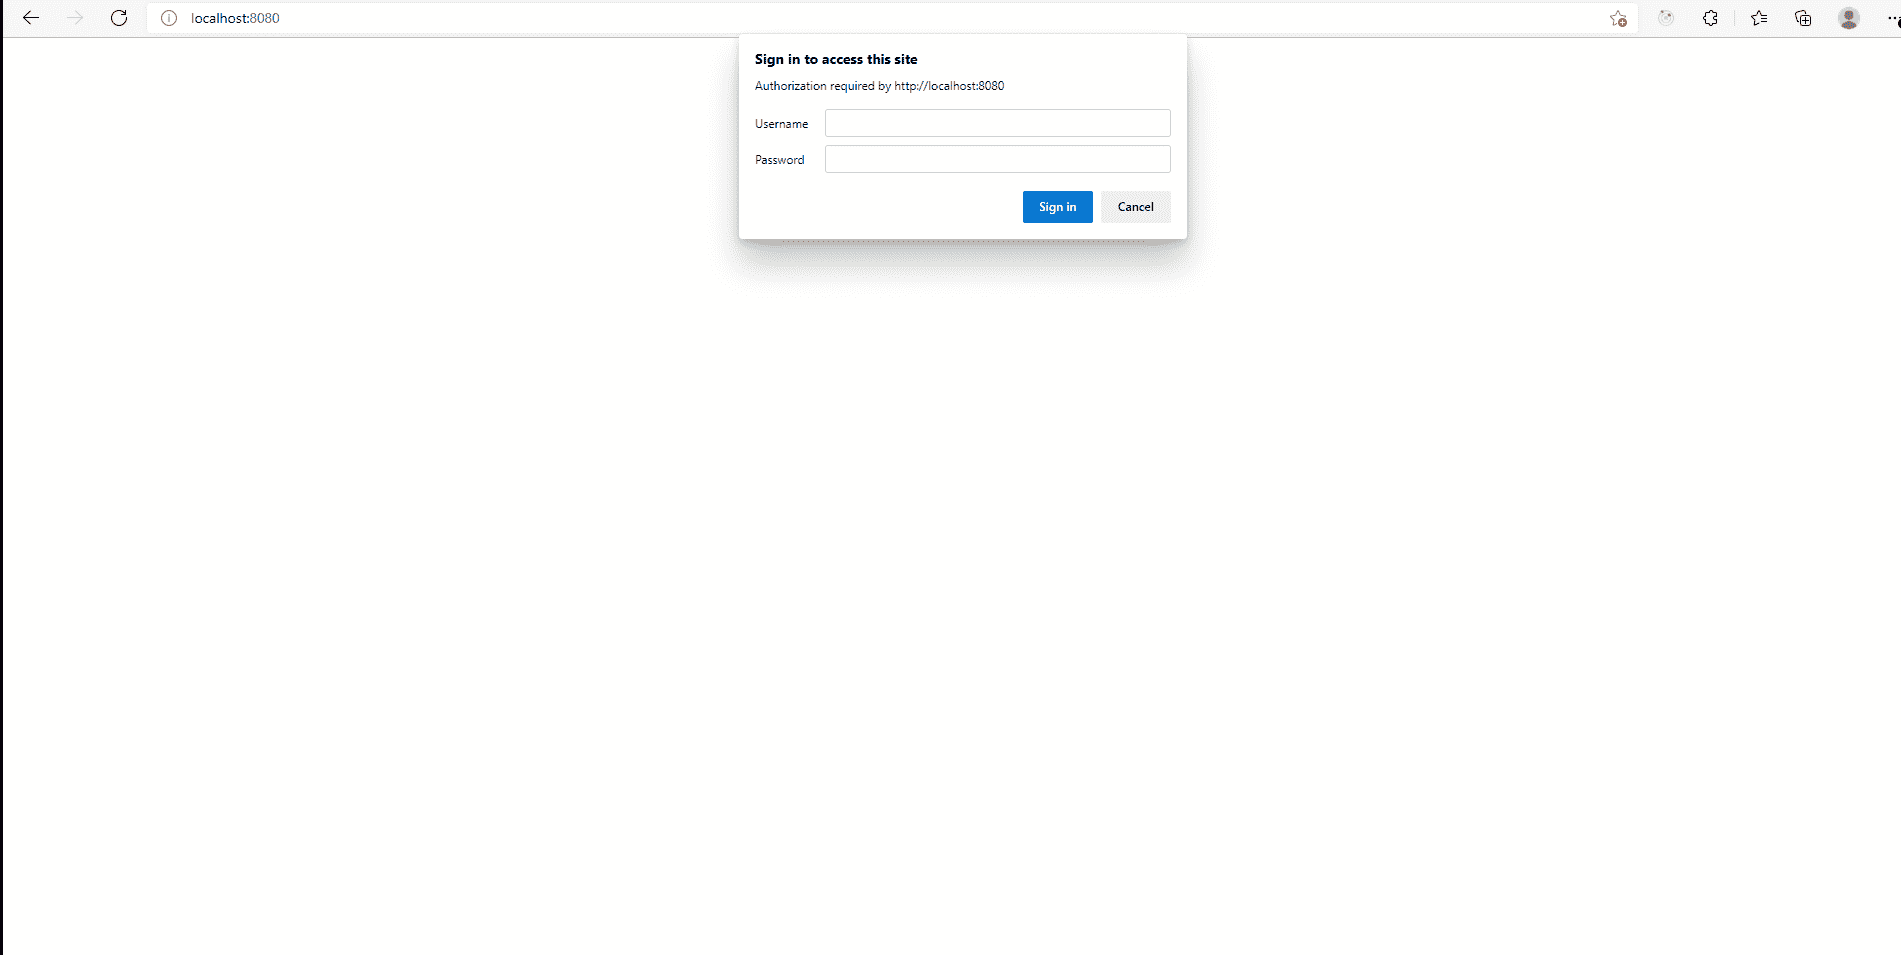 localhost:8080
Sign in to access this site
Authorization required by http://localhost:8080
Username
Password
Sign in Cancel